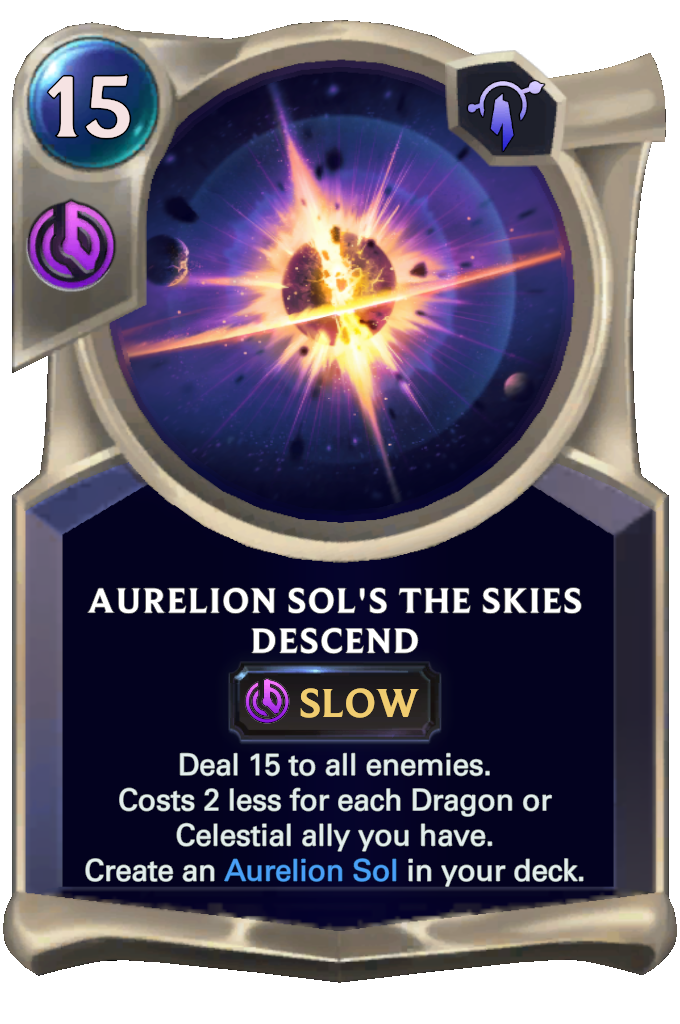 15
AURELION SOL'S THE SKIES
DESCEND
SLOW
Deal 15 to all enemies.
Costs 2 less for each Dragon or
Celestial ally you have.
Create an Aurelion Sol in your deck.